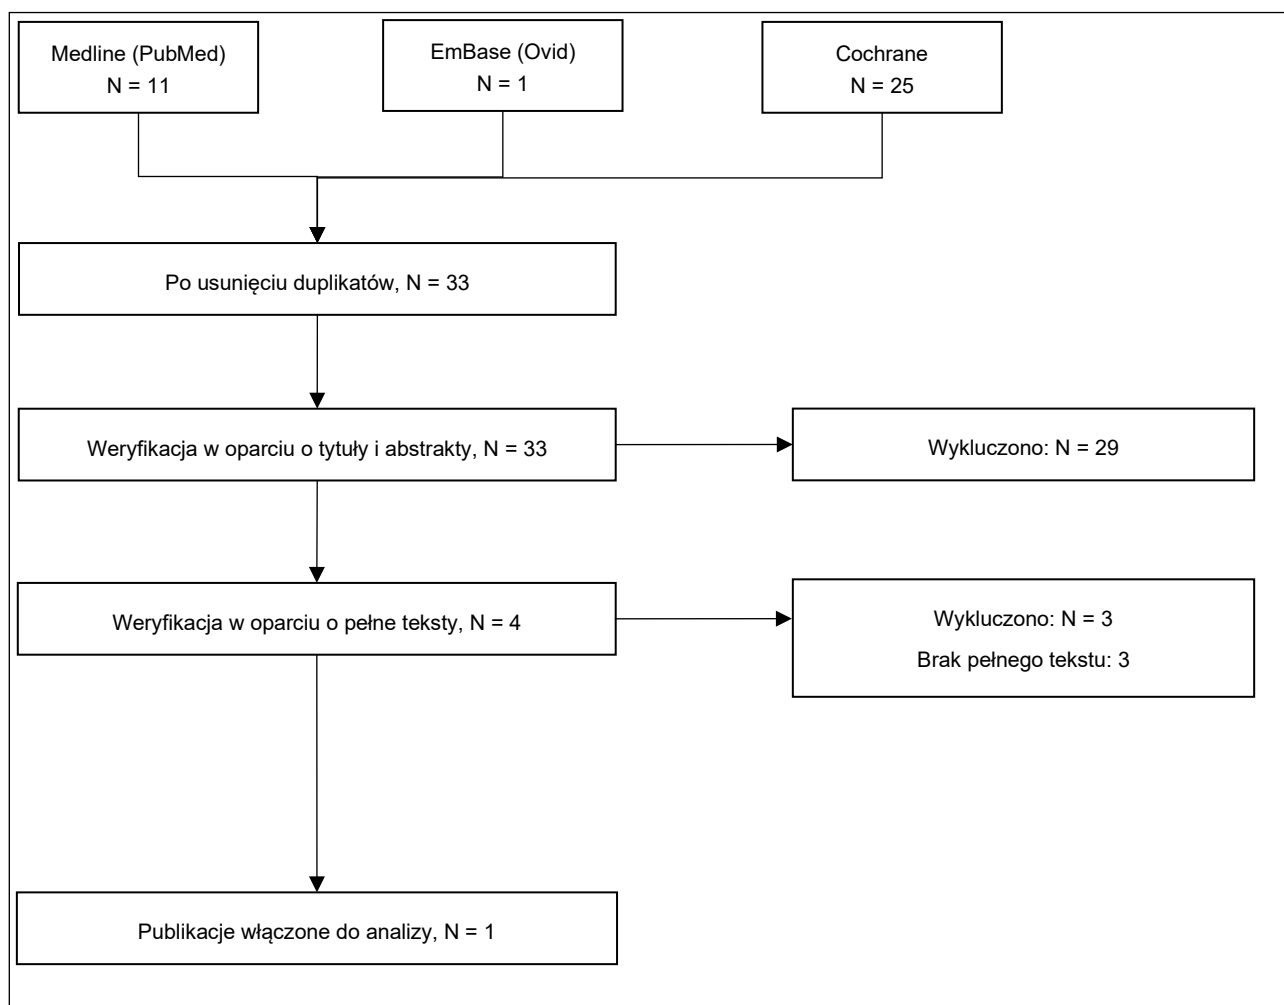 Medline (PubMed)
N = 11
EmBase (Ovid)
N = 1
Cochrane
N = 25
Po usunięciu duplikatów, N = 33
Weryfikacja w oparciu o tytuły i abstrakty, N = 33
Wykluczono: N = 29
Weryfikacja w oparciu o pełne teksty, N = 4
Wykluczono: N = 3
Brak pełnego tekstu: 3
Publikacje włączone do analizy, N = 1